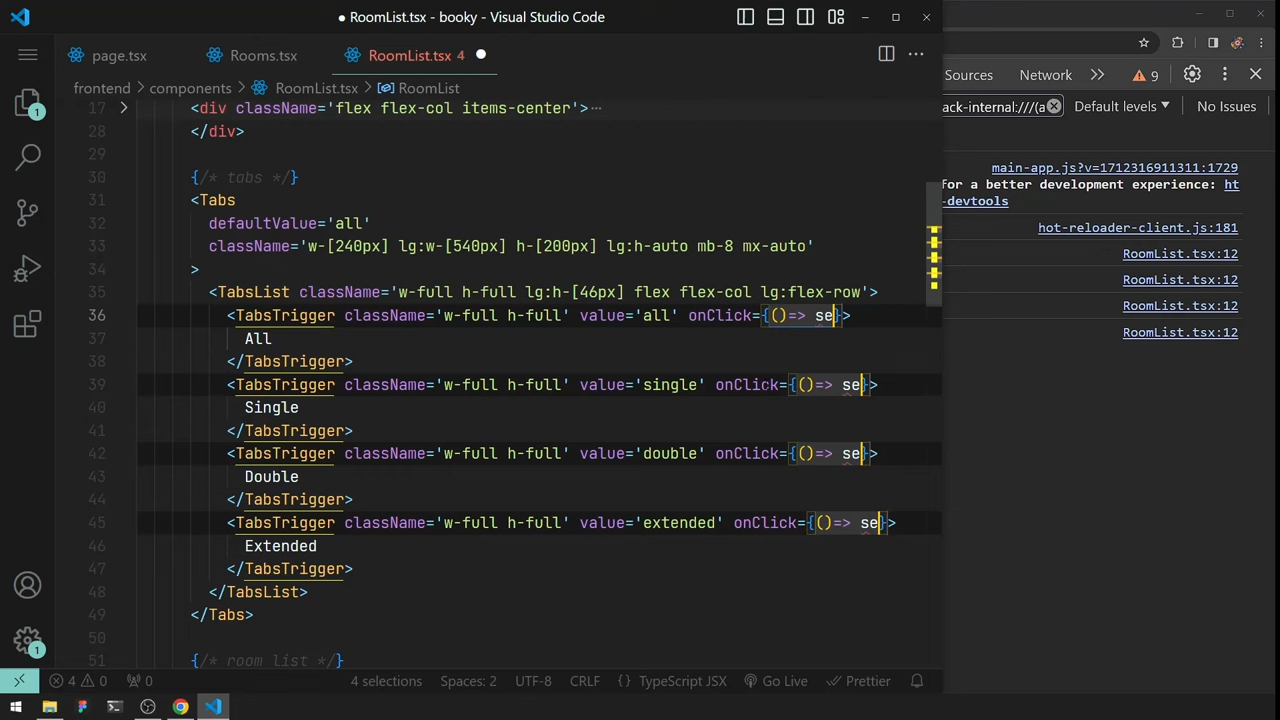 ● RoomList.tsx - booky - Visual Studio Code
page.tsx
Rooms.tsx
RoomList.tsx 4
frontend > components > RoomList.tsx > RoomList
17 <div className='flex flex-col items-center'>···
28 </div>
29
30 {/* tabs */}
31 <Tabs
32 defaultValue='all'
33 className='w-[240px] lg:w-[540px] h-[200px] lg:h-auto mb-8 mx-auto'
34 >
35 <TabsList className='w-full h-full lg:h-[46px] flex flex-col lg:flex-row'>
36 <TabsTrigger className='w-full h-full' value='all' onClick={()=> se}>
37 All
38 </TabsTrigger>
39 <TabsTrigger className='w-full h-full' value='single' onClick={()=> se}>
40 Single
41 </TabsTrigger>
42 <TabsTrigger className='w-full h-full' value='double' onClick={()=> se}>
43 Double
44 </TabsTrigger>
45 <TabsTrigger className='w-full h-full' value='extended' onClick={()=> se}>
46 Extended
47 </TabsTrigger>
48 </TabsList>
49 </Tabs>
50
51 {/* room list */}
1
1
0 0 0 4 selections Spaces: 2 UTF-8 CRLF {} TypeScript JSX Go Live Prettier
Sources Network 9
ack-internal:///(a Default levels No Issues
main-app.js?v=1712316911311:1729
for a better development experience: ht
-devtools
hot-reloader-client.js:181
RoomList.tsx:12
RoomList.tsx:12
RoomList.tsx:12
RoomList.tsx:12